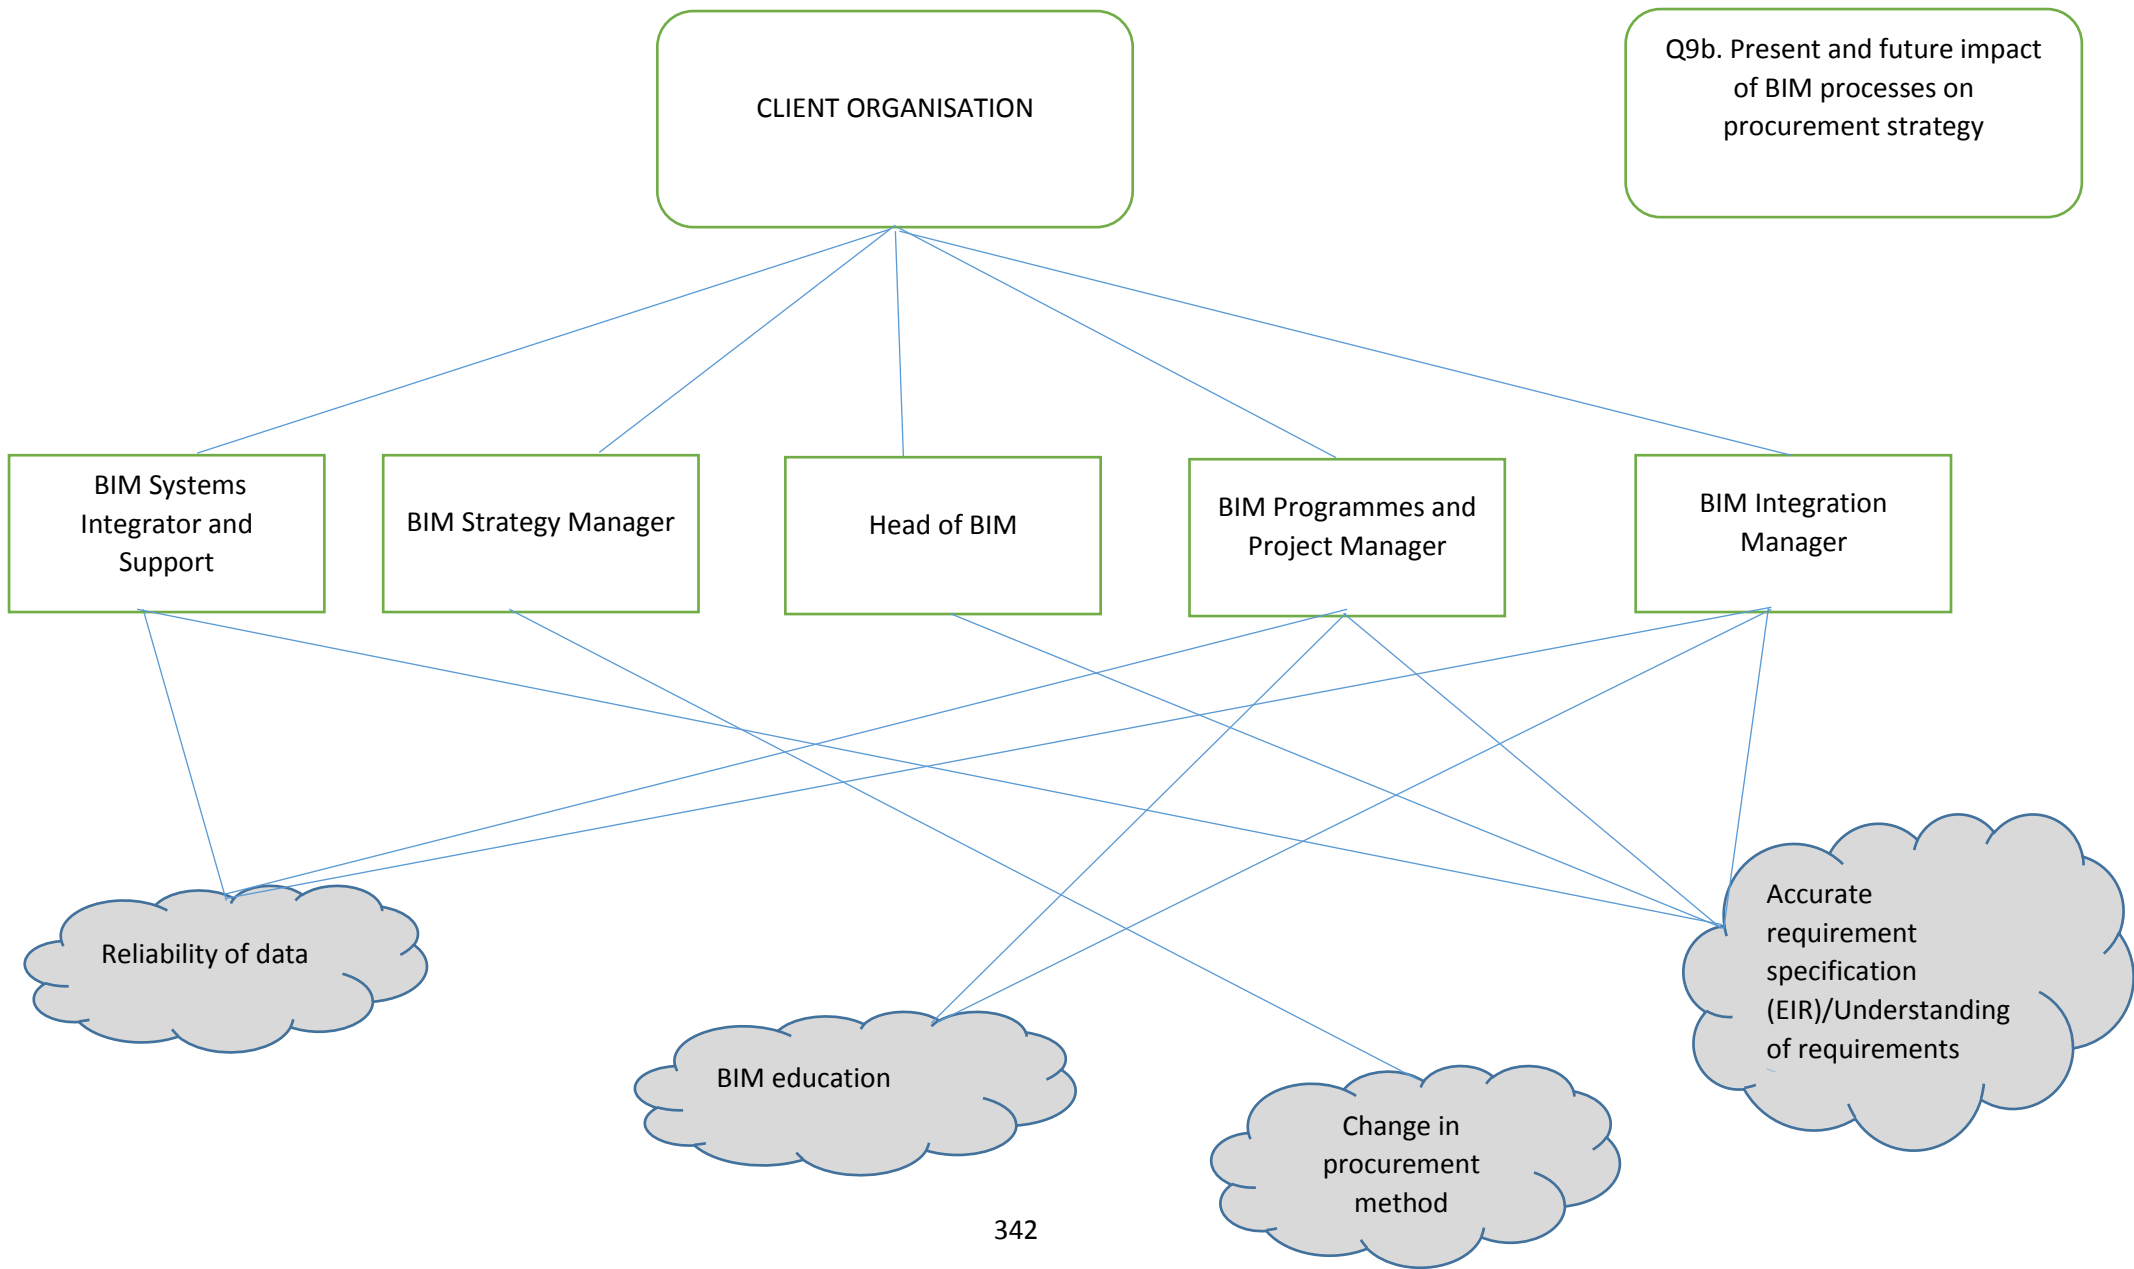 CLIENT ORGANISATION
Q9b. Present and future impact
of BIM processes on
procurement strategy
BIM Systems
Integrator and
Support
BIM Strategy Manager
Head of BIM
BIM Programmes and
Project Manager
BIM Integration
Manager
Reliability of data
BIM education
Change in
procurement
method
Accurate
requirement
specification
(EIR)/Understanding
of requirements
342